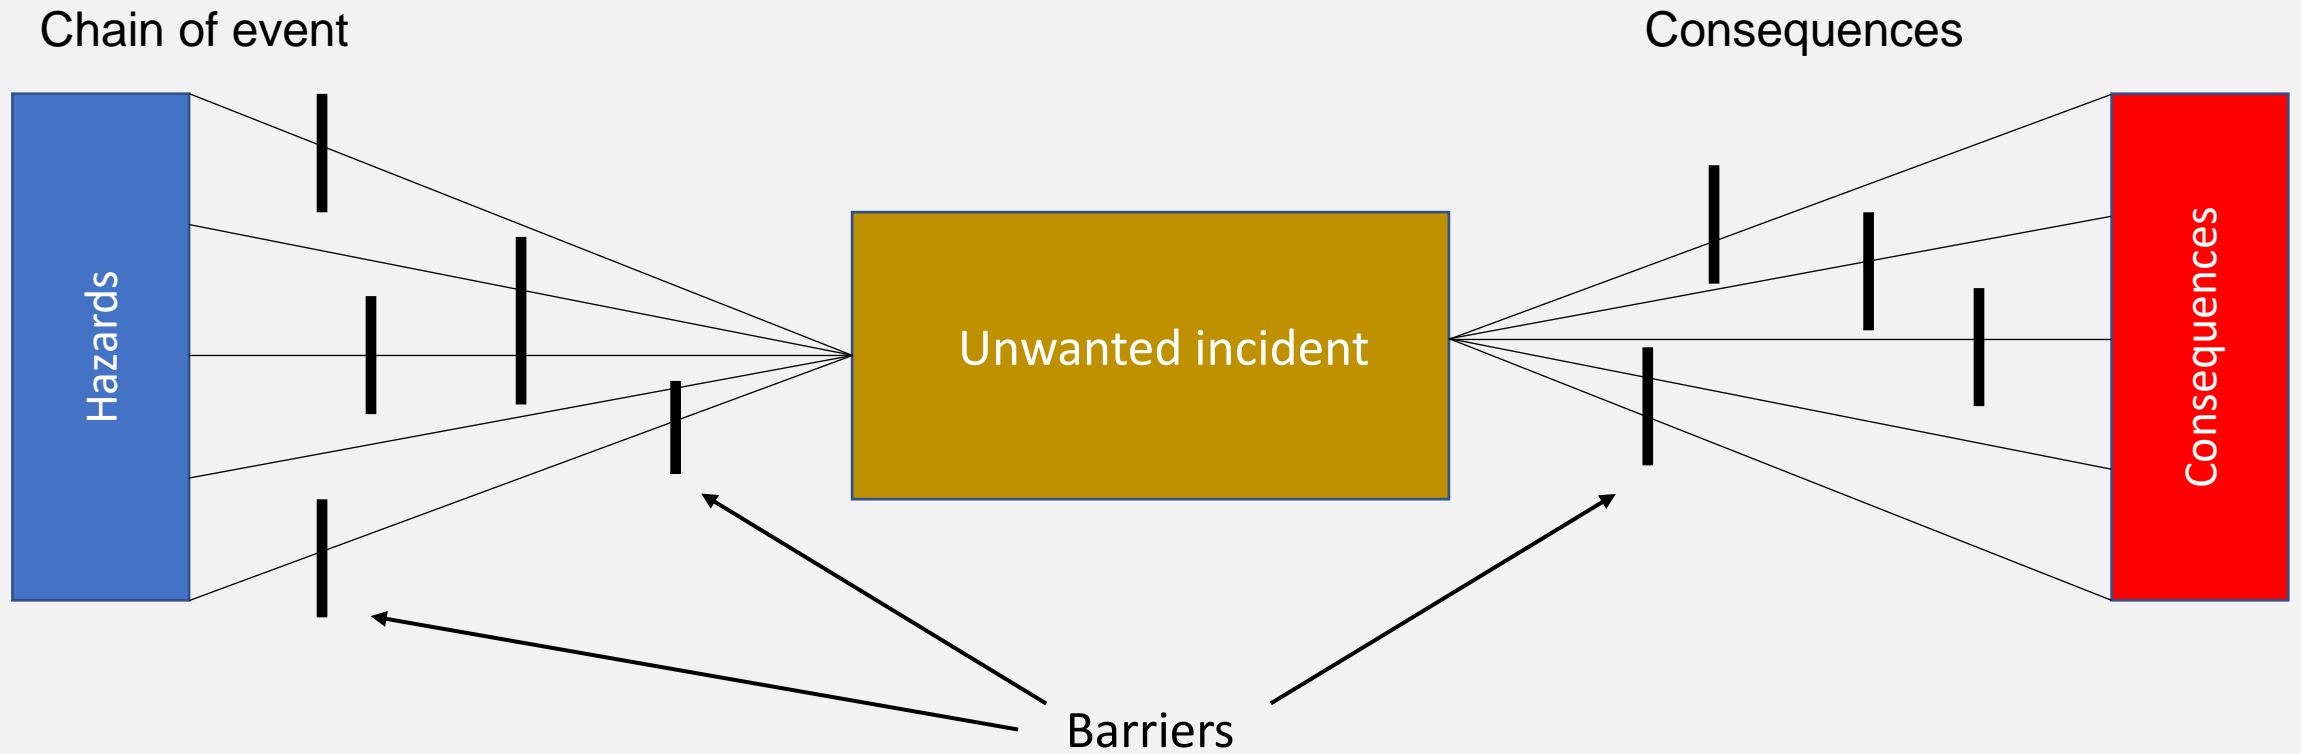 Chain of event
Consequences
Hazards
Unwanted incident
Consequences
Barriers